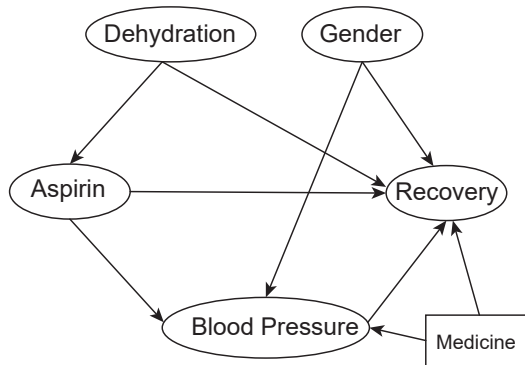 Dehydration
Gender
Aspirin
Recovery
Blood Pressure
Medicine